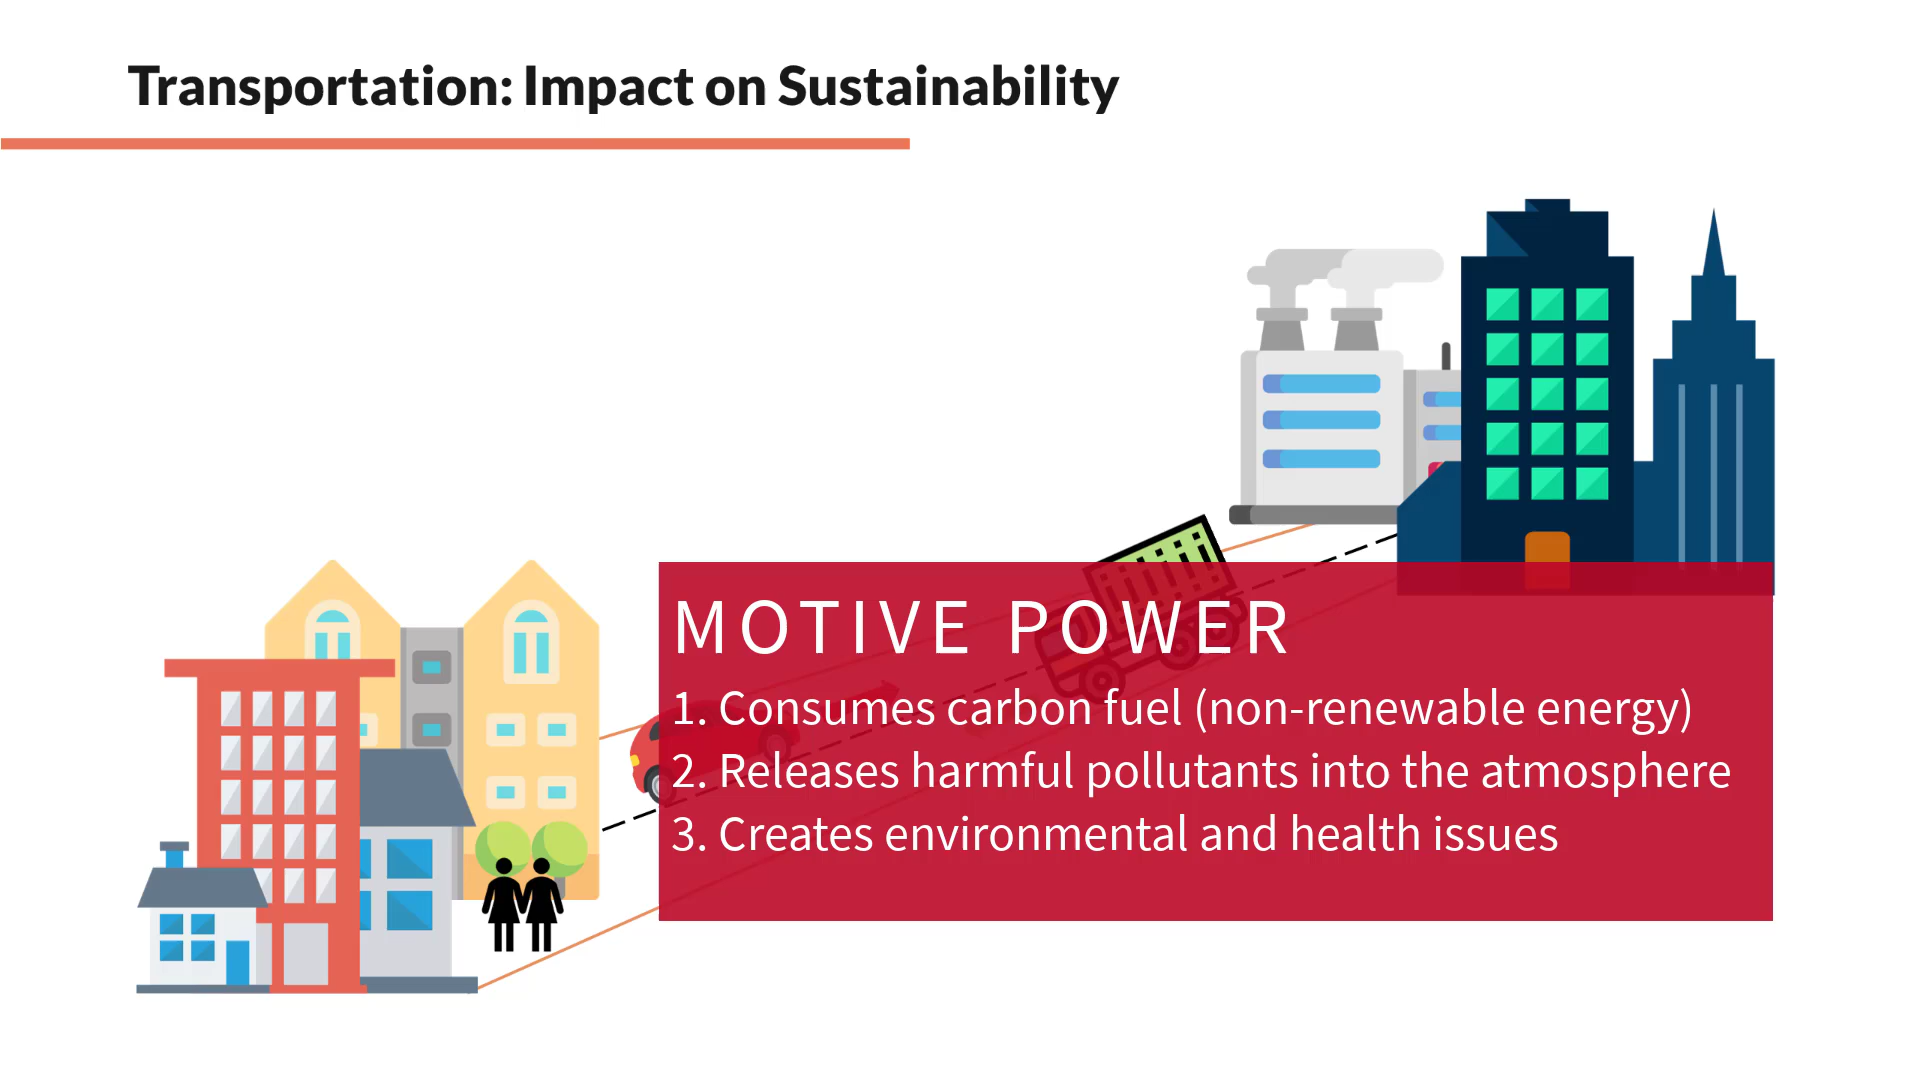 Transportation: Impact on Sustainability
MOTIVE POWER
1. Consumes carbon fuel (non-renewable energy)
2. Releases harmful pollutants into the atmosphere
3. Creates environmental and health issues